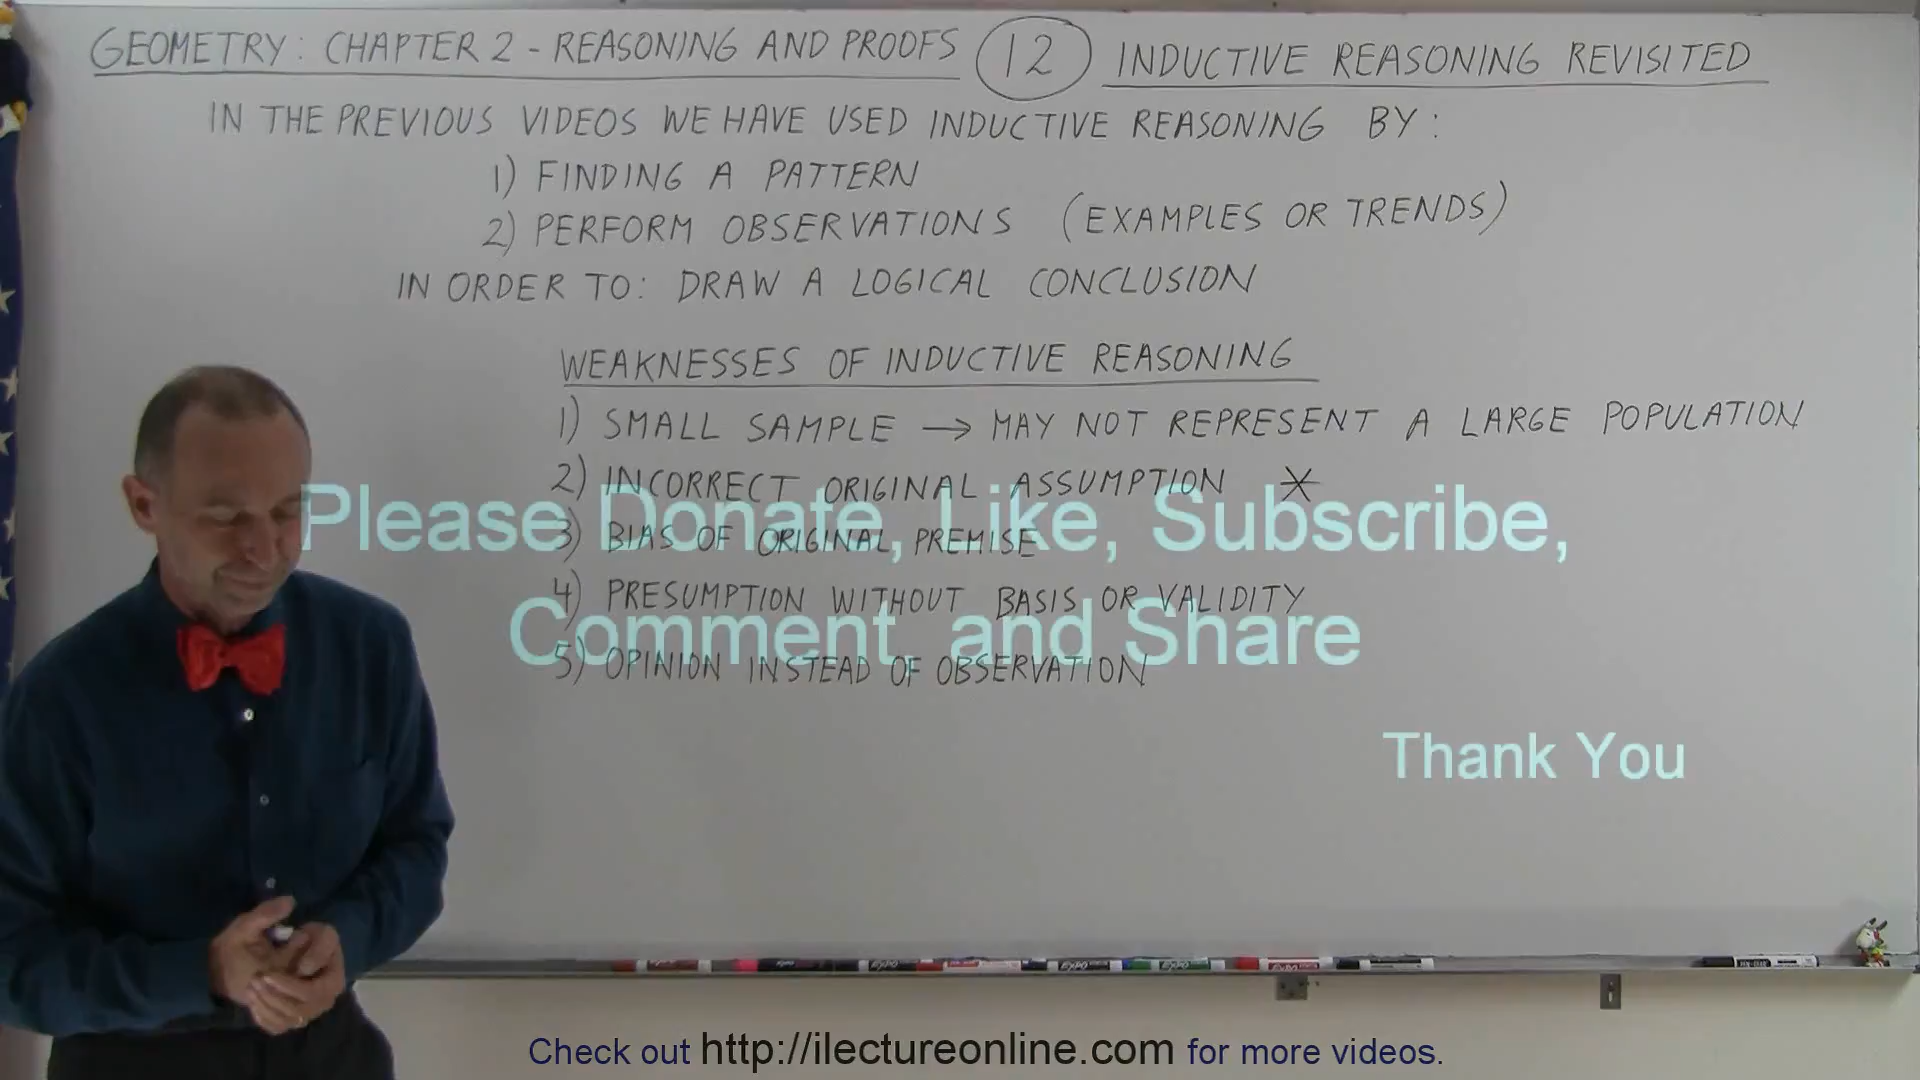 GEOMETRY: CHAPTER 2 - REASONING AND PROOFS 12 INDUCTIVE REASONING REVISITED
IN THE PREVIOUS VIDEOS WE HAVE USED INDUCTIVE REASONING BY:
1) FINDING A PATTERN
2) PERFORM OBSERVATIONS (EXAMPLES OR TRENDS)
IN ORDER TO: DRAW A LOGICAL CONCLUSION
WEAKNESSES OF INDUCTIVE REASONING
1) SMALL SAMPLE → MAY NOT REPRESENT A LARGE POPULATION
2) INCORRECT ORIGINAL ASSUMPTION *
Please Donate, Like, Subscribe,
3) BIAS OF ORIGINAL PREMISE
4) PRESUMPTION WITHOUT BASIS OR VALIDITY
Comment, and Share
5) OPINION INSTEAD OF OBSERVATION
Thank You
Check out http://ilectureonline.com for more videos.